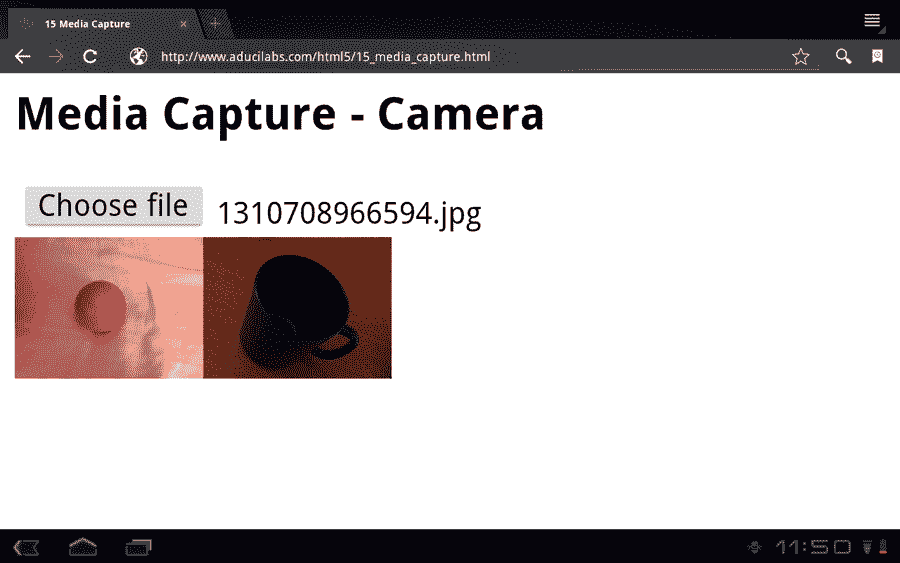 15 Media Capture
http://www.aducilabs.com/html5/15_media_capture.html
Media Capture - Camera
Choose file 1310708966594.jpg
11:50